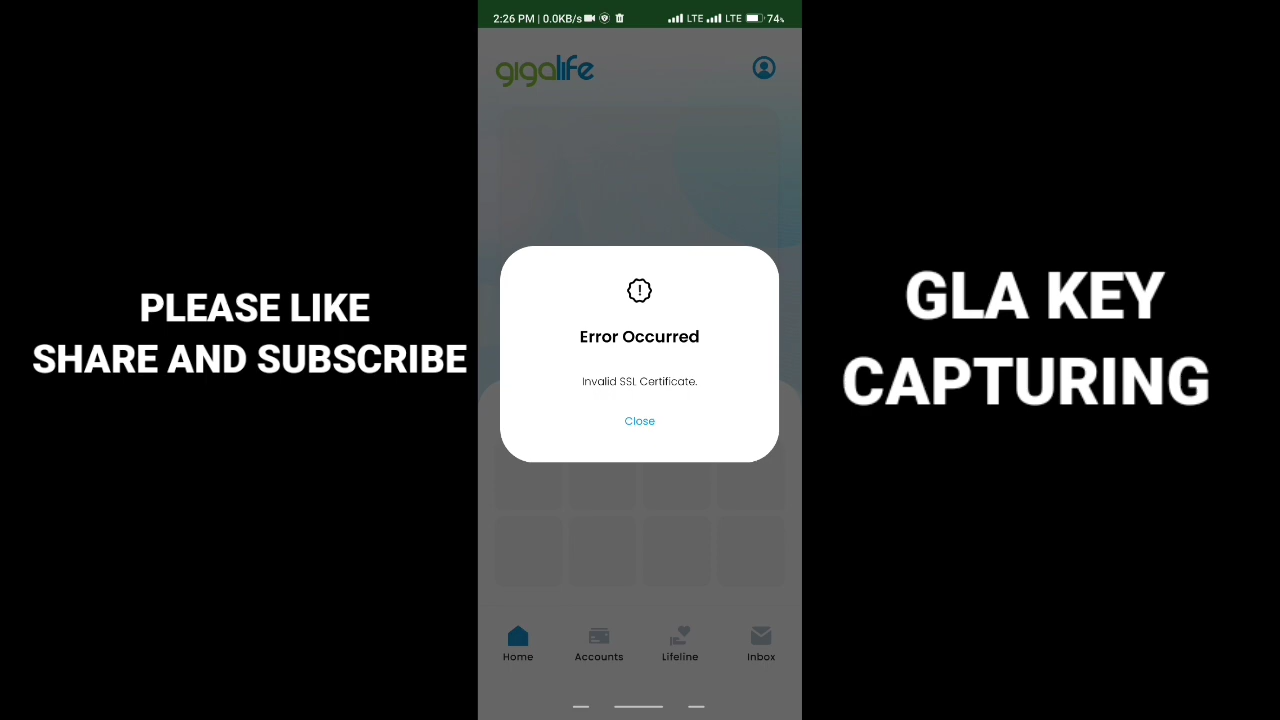 2:26 PM | 0.0KB/s LTE LTE 74%
gigalife
PLEASE LIKE
SHARE AND SUBSCRIBE
GLA KEY
CAPTURING
Error Occurred
Invalid SSL Certificate.
Close
Home Accounts Lifeline Inbox